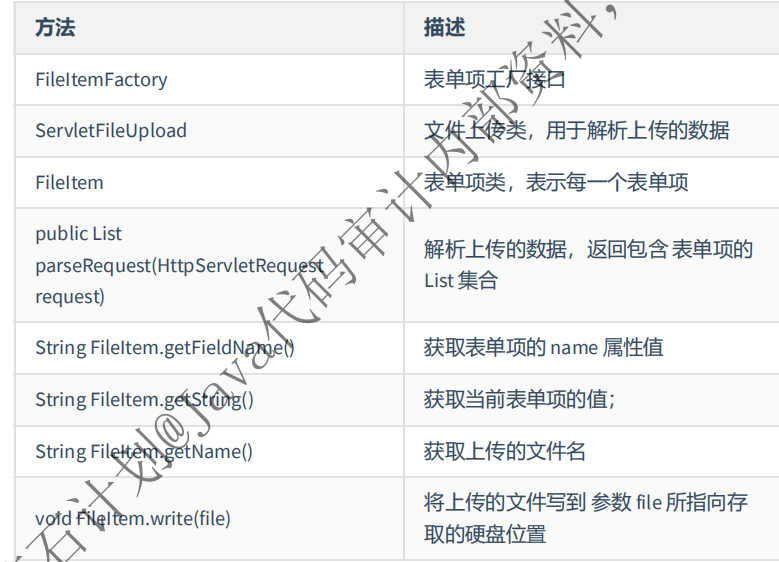 方法
描述
FileItemFactory
表单项工厂接口
ServletFileUpload
文件上传类，用于解析上传的数据
FileItem
表单项类，表示每一个表单项
public List
parseRequest(HttpServletRequest
request)
解析上传的数据，返回包含 表单项的
List 集合
String FileItem.getFieldName()
获取表单项的 name 属性值
String FileItem.getString()
获取当前表单项的值；
String FileItem.getName()
获取上传的文件名
void FileItem.write(file)
将上传的文件写到 参数 file 所指向存
取的硬盘位置
石计划@Java代码审计内部资料，